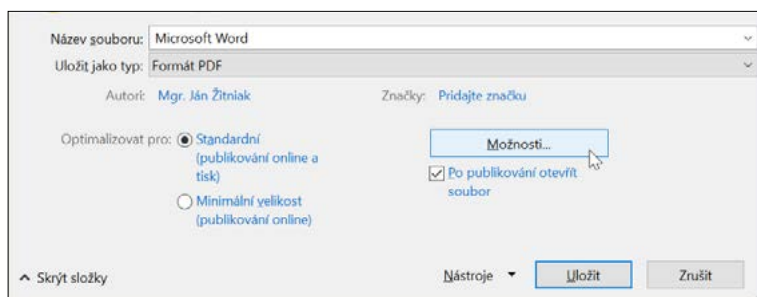 Název souboru: Microsoft Word
Uložit jako typ: Formát PDF
Autoři: Mgr. Ján Žitniak Značky: Pridajte značku
Optimalizovat pro: Standardní
(publikování online a
tisk)
Minimální velikost
(publikování online)
Možnosti...
Po publikování otevřít
soubor
Skrýt složky Nástroje Uložit Zrušit